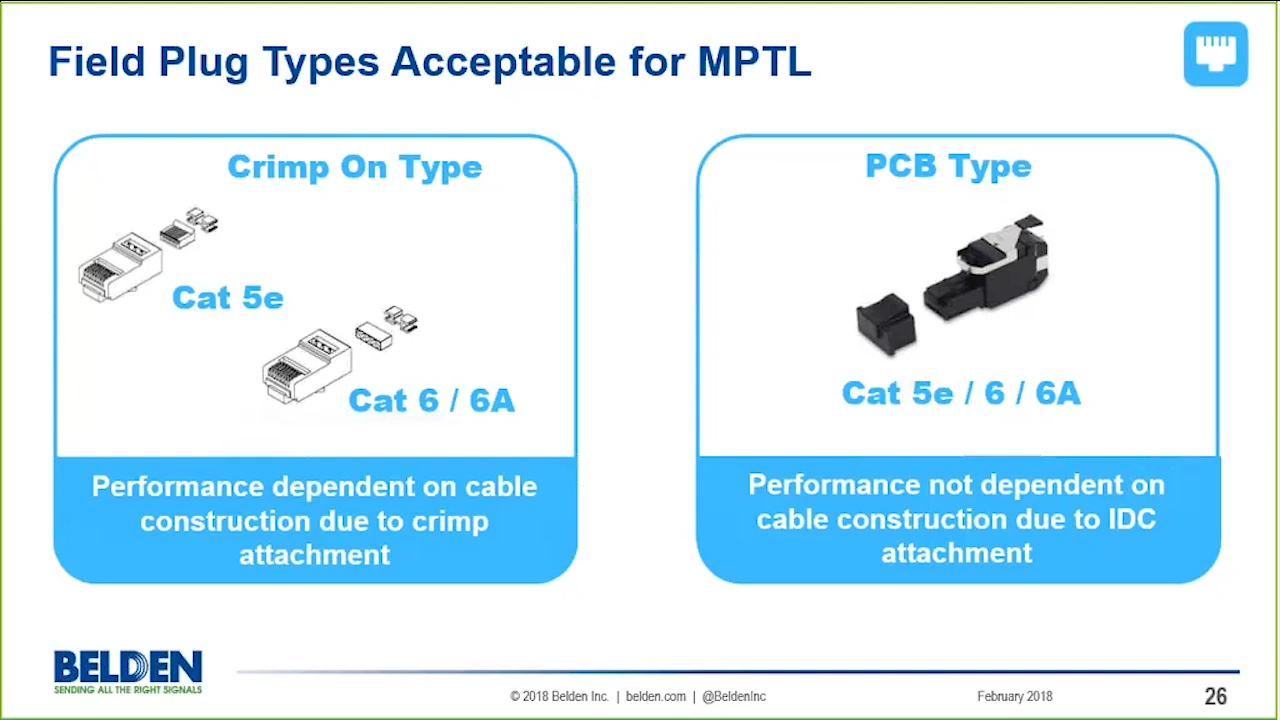 Field Plug Types Acceptable for MPTL
Crimp On Type
Cat 5e
Cat 6 / 6A
Performance dependent on cable
construction due to crimp
attachment
PCB Type
Cat 5e / 6 / 6A
Performance not dependent on
cable construction due to IDC
attachment
BELDEN
SENDING ALL THE RIGHT SIGNALS
© 2018 Belden Inc. | belden.com | @BeldenInc
February 2018
26